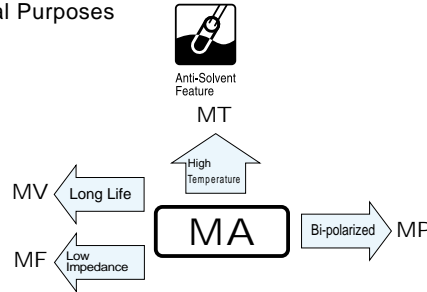 al Purposes
Anti-Solvent
Feature
MT
High
Temperature
MV
Long Life
MA
Bi-polarized
MP
MF
Low
Impedance